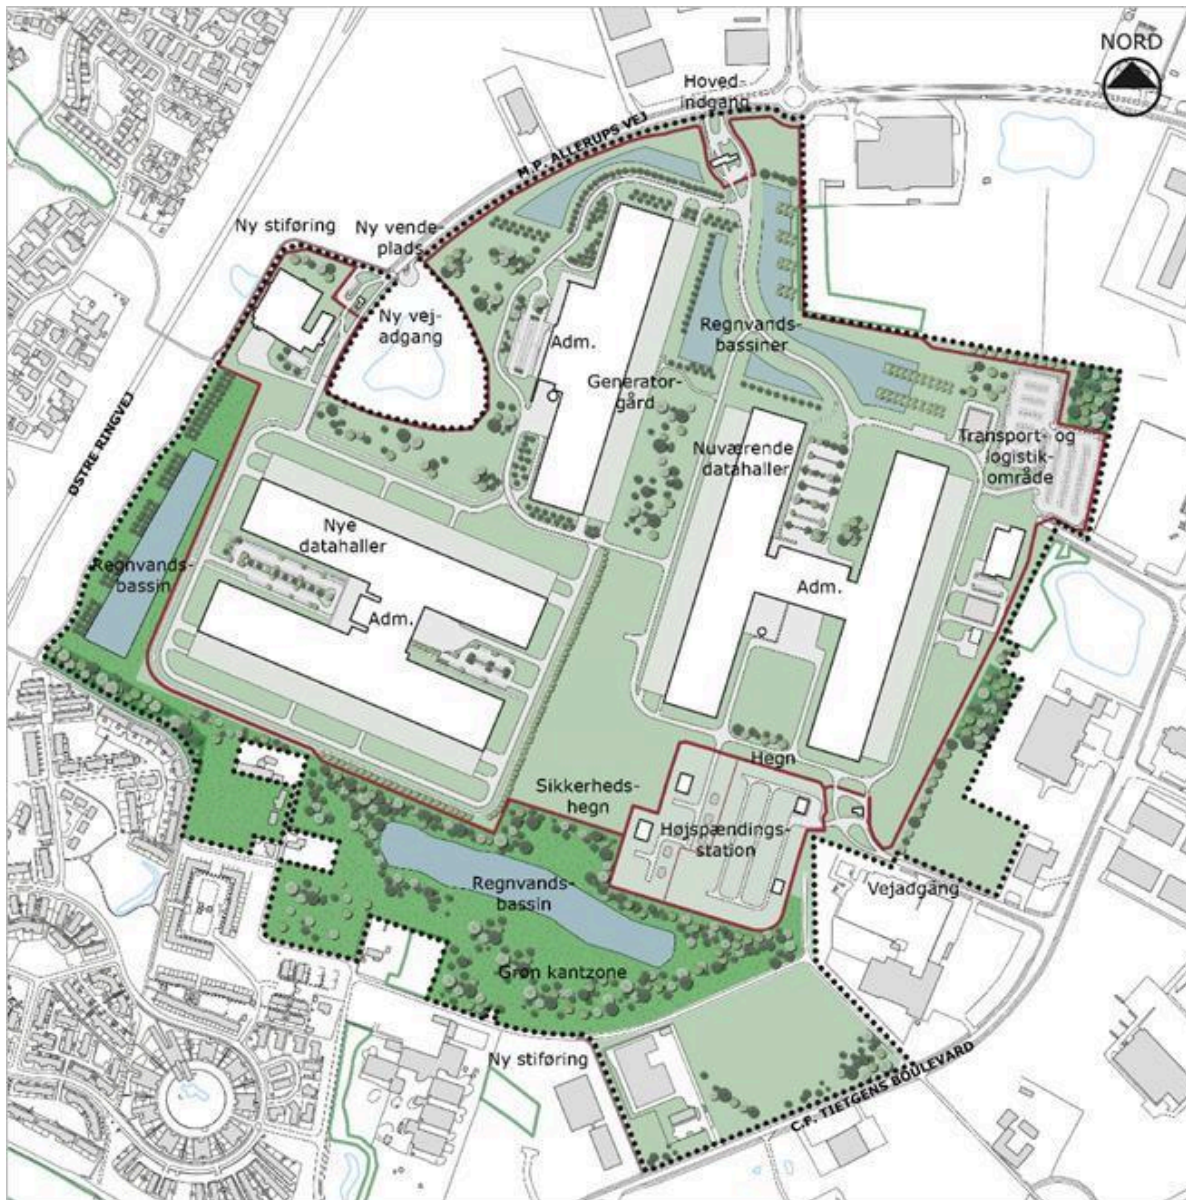 NORD
Hoved-
indgang
M.P. ALLERUPS VEJ
Ny stiføring
Ny vende-
plads
Ny vej-
adgang
Adm.
Regnvands-
bassiner
Generator-
gård
Nuværende
datahaller
Transport- og
logistik-
område
ØSTRE RINGVEJ
Nye
datahaller
Regnvands-
bassin
Adm.
Adm.
Hegn
Sikkerheds-
hegn
Højspændings-
station
Regnvands-
bassin
Vejadgang
Grøn kantzone
Ny stiføring
C.F. TIETGENS BOULEVARD